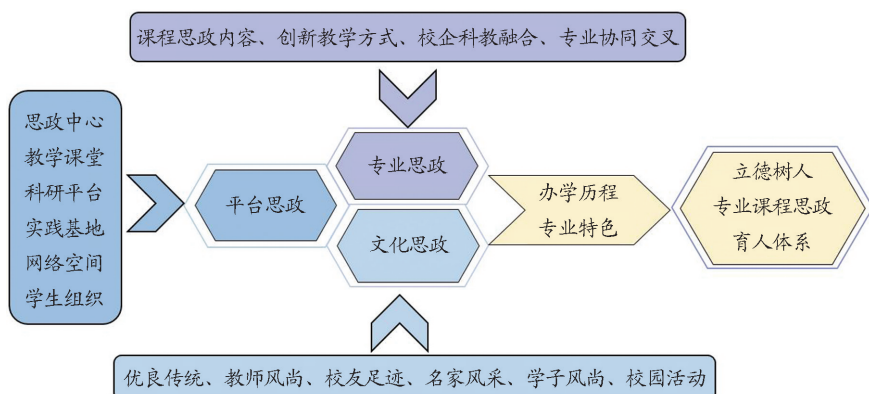 课程思政内容、创新教学方式、校企科教融合、专业协同交叉
思政中心
教学课堂
科研平台
实践基地
网络空间
学生组织
平台思政
专业思政
文化思政
办学历程
专业特色
立德树人
专业课程思政
育人体系
优良传统、教师风尚、校友足迹、名家风采、学子风尚、校园活动